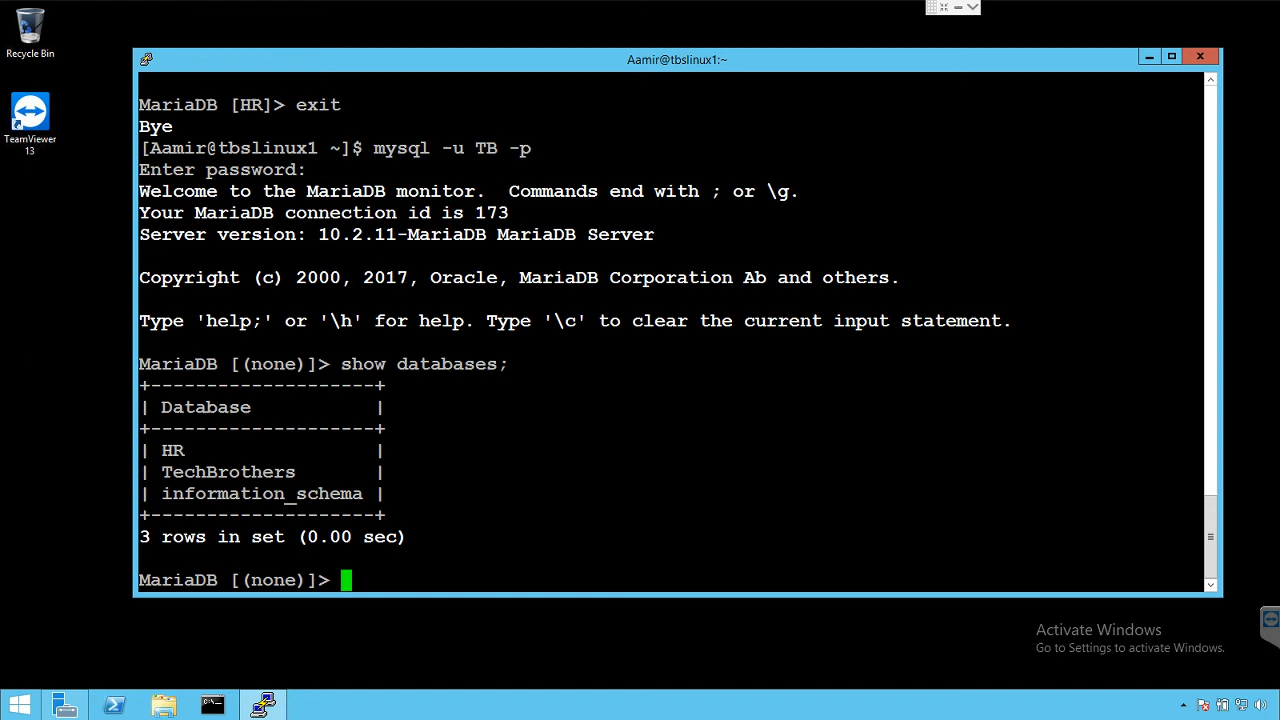 Recycle Bin
TeamViewer
13
Aamir@tbslinux1:~
MariaDB [HR]> exit
Bye
[Aamir@tbslinux1 ~]$ mysql -u TB -p
Enter password:
Welcome to the MariaDB monitor.  Commands end with ; or \g.
Your MariaDB connection id is 173
Server version: 10.2.11-MariaDB MariaDB Server
Copyright (c) 2000, 2017, Oracle, MariaDB Corporation Ab and others.
Type 'help;' or '\h' for help. Type '\c' to clear the current input statement.
MariaDB [(none)]> show databases;
+--------------------+
| Database           |
+--------------------+
| HR                 |
| TechBrothers       |
| information_schema |
+--------------------+
3 rows in set (0.00 sec)
MariaDB [(none)]>
Activate Windows
Go to Settings to activate Windows.